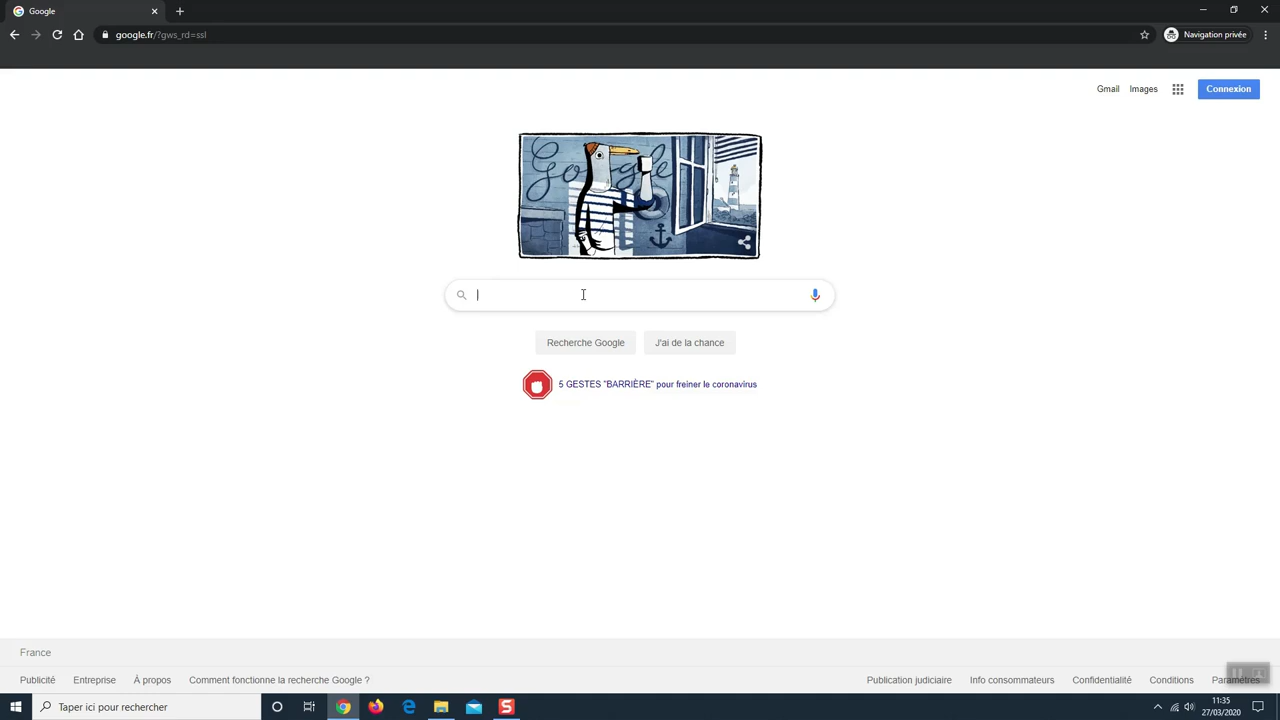 Google
google.fr/?gws_rd=ssl
Navigation privée
Gmail
Images
Connexion
Google
Recherche Google
J'ai de la chance
5 GESTES "BARRIÈRE" pour freiner le coronavirus
France
Publicité
Entreprise
À propos
Comment fonctionne la recherche Google ?
Publication judiciaire
Info consommateurs
Confidentialité
Conditions
Paramètres
Taper ici pour rechercher
11:35
27/03/2020